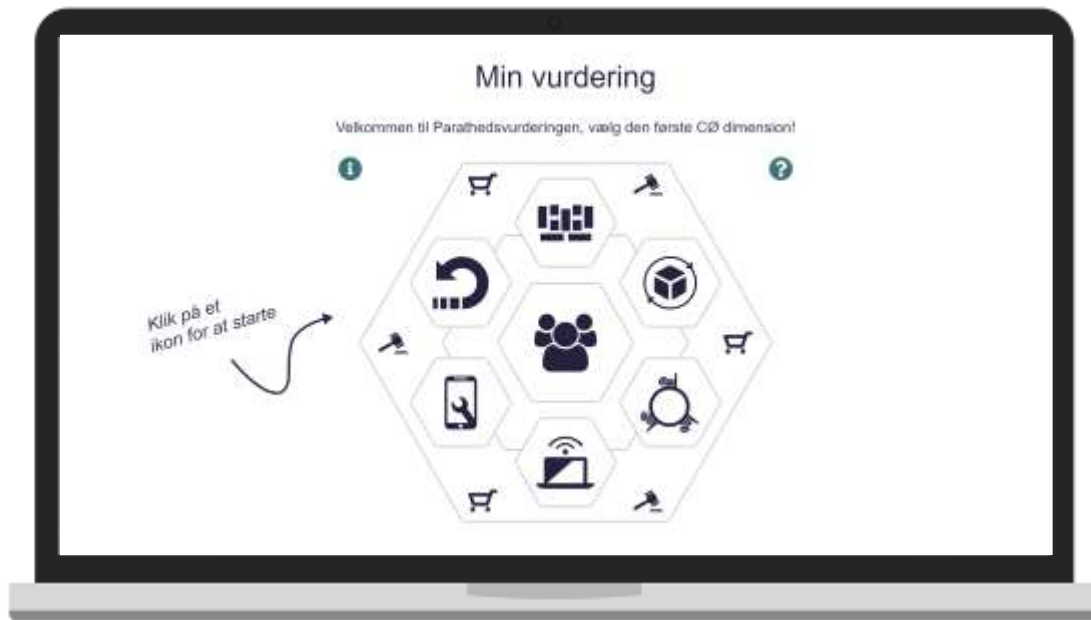 Min vurdering
Velkommen til Parathedsvurderingen, vælg den første CØ dimension!
Klik på et
ikon for at starte